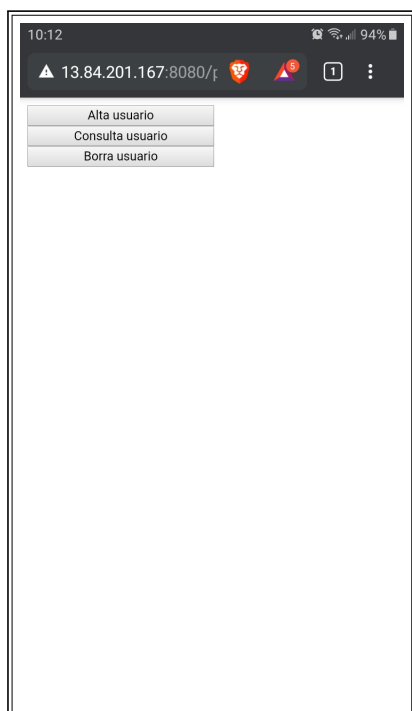 10:12 94%
13.84.201.167:8080/p 5 1
Alta usuario
Consulta usuario
Borra usuario